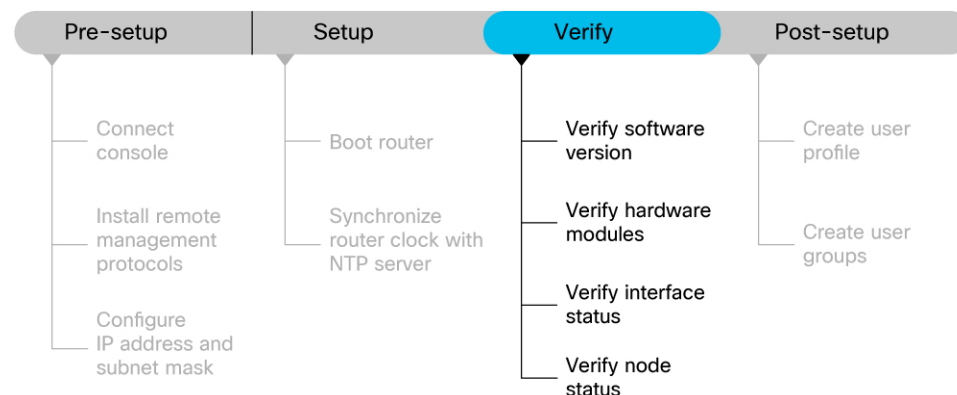 Pre-setup
Setup
Verify
Post-setup
Connect
console
Install remote
management
protocols
Configure
IP address and
subnet mask
Boot router
Synchronize
router clock with
NTP server
Verify software
version
Verify hardware
modules
Verify interface
status
Verify node
status
Create user
profile
Create user
groups